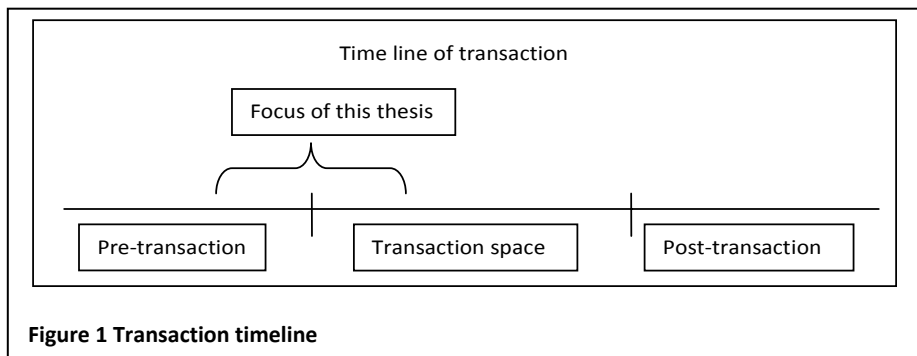 Time line of transaction
Focus of this thesis
Pre-transaction
Transaction space
Post-transaction
Figure 1 Transaction timeline